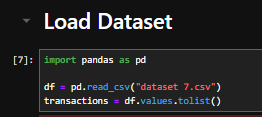 Load Dataset
[7]: import pandas as pd
df = pd.read_csv("dataset 7.csv")
transactions = df.values.tolist()